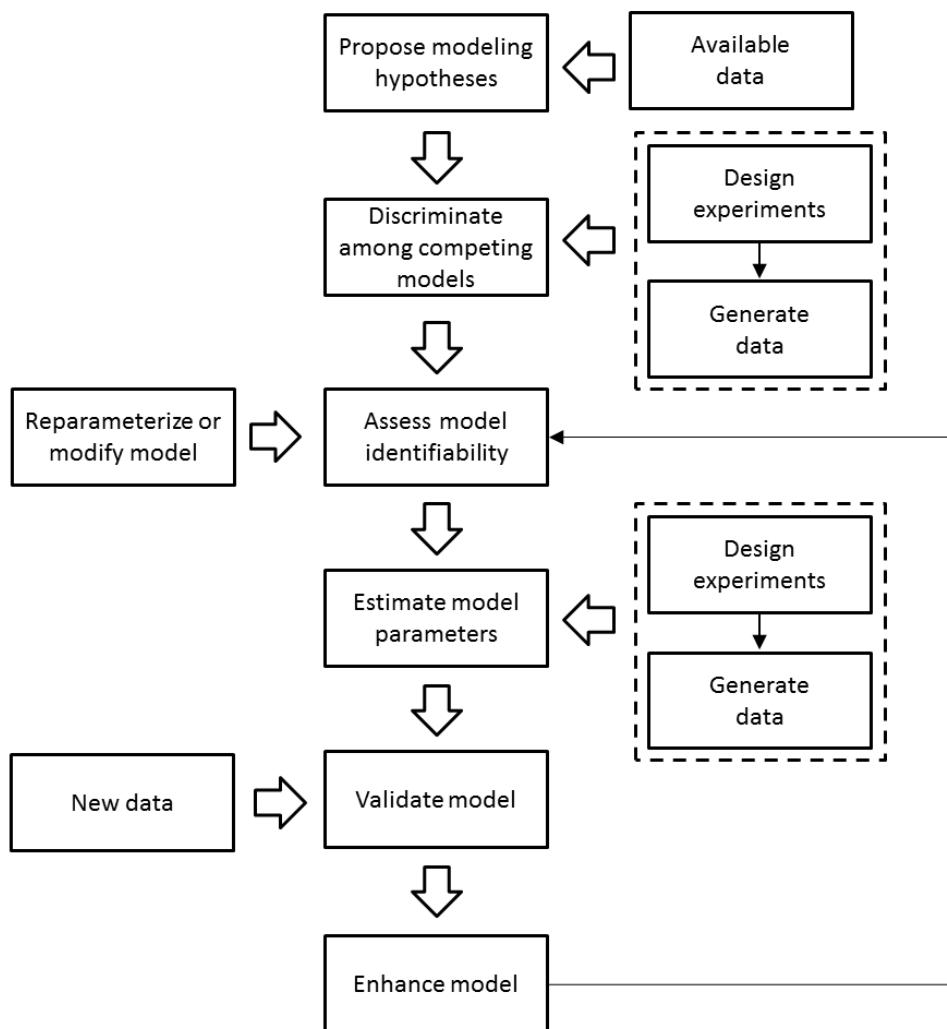 Propose modeling
hypotheses
Available
data
Discriminate
among competing
models
Design
experiments
Generate
data
Reparameterize or
modify model
Assess model
identifiability
Estimate model
parameters
Design
experiments
Generate
data
New data
Validate model
Enhance model